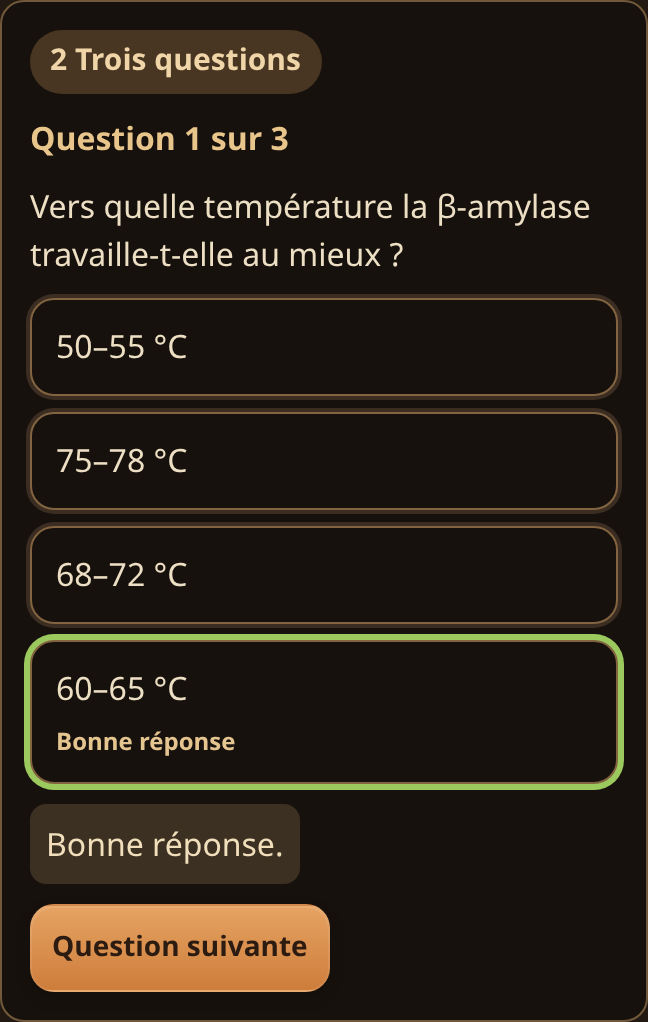 2 Trois questions
Question 1 sur 3
Vers quelle température la β-amylase
travaille-t-elle au mieux ?
50–55 °C
75–78 °C
68–72 °C
60–65 °C
Bonne réponse
Bonne réponse.
Question suivante